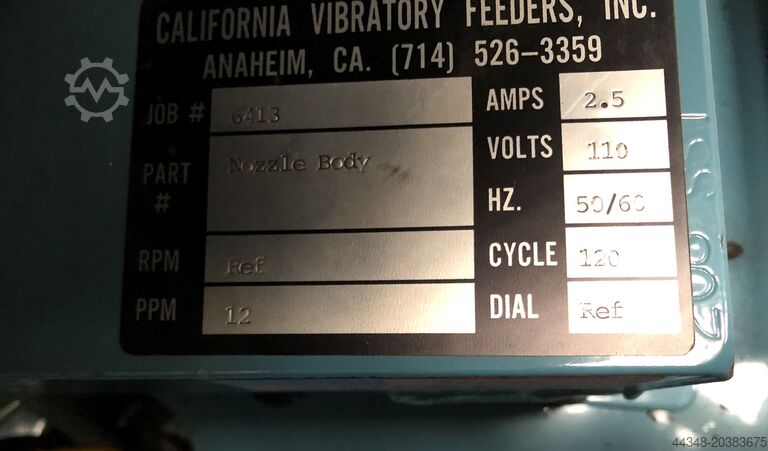 CALIFORNIA VIBRATORY FEEDERS, INC.
ANAHEIM, CA. (714) 526-3359
JOB # 6413 AMPS 2.5
PART # Nozzle Body VOLTS 110
HZ. 50/60
RPM Ref CYCLE 120
PPM 12 DIAL Ref
44348-20383675